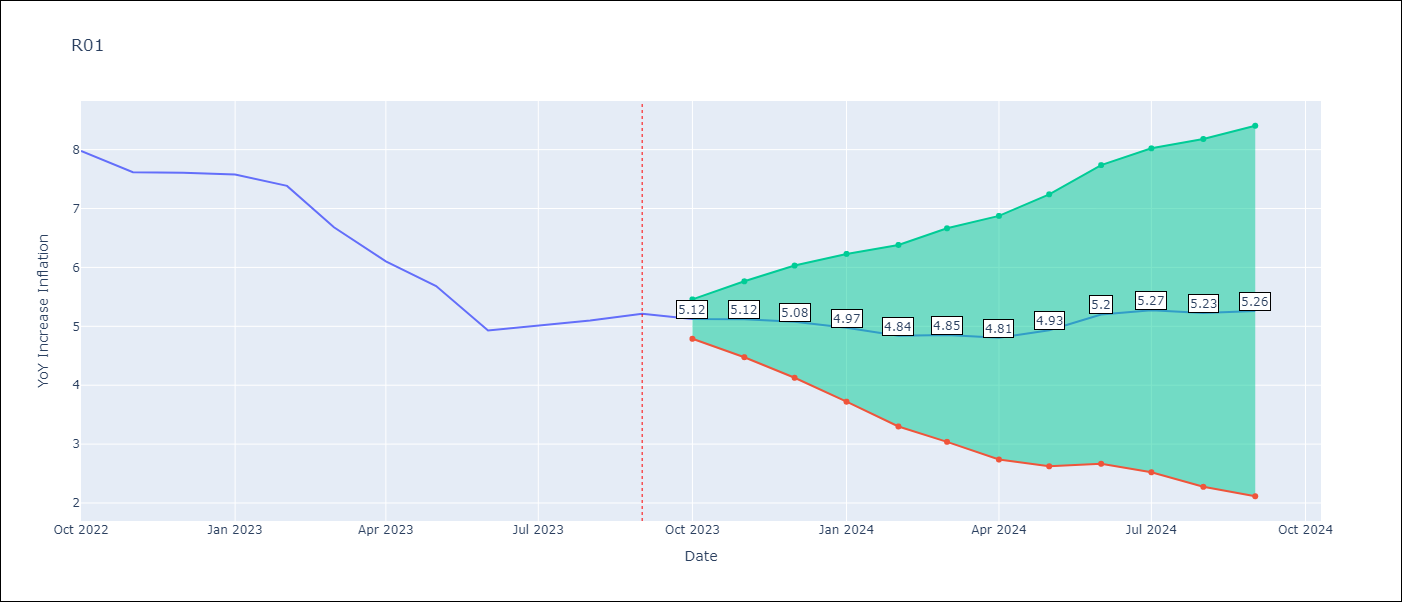 R01
YoY Increase Inflation
8
7
6
5
4
3
2
5.12
5.12
5.08
4.97
4.84
4.85
4.81
4.93
5.2
5.27
5.23
5.26
Oct 2022
Jan 2023
Apr 2023
Jul 2023
Oct 2023
Jan 2024
Apr 2024
Jul 2024
Oct 2024
Date